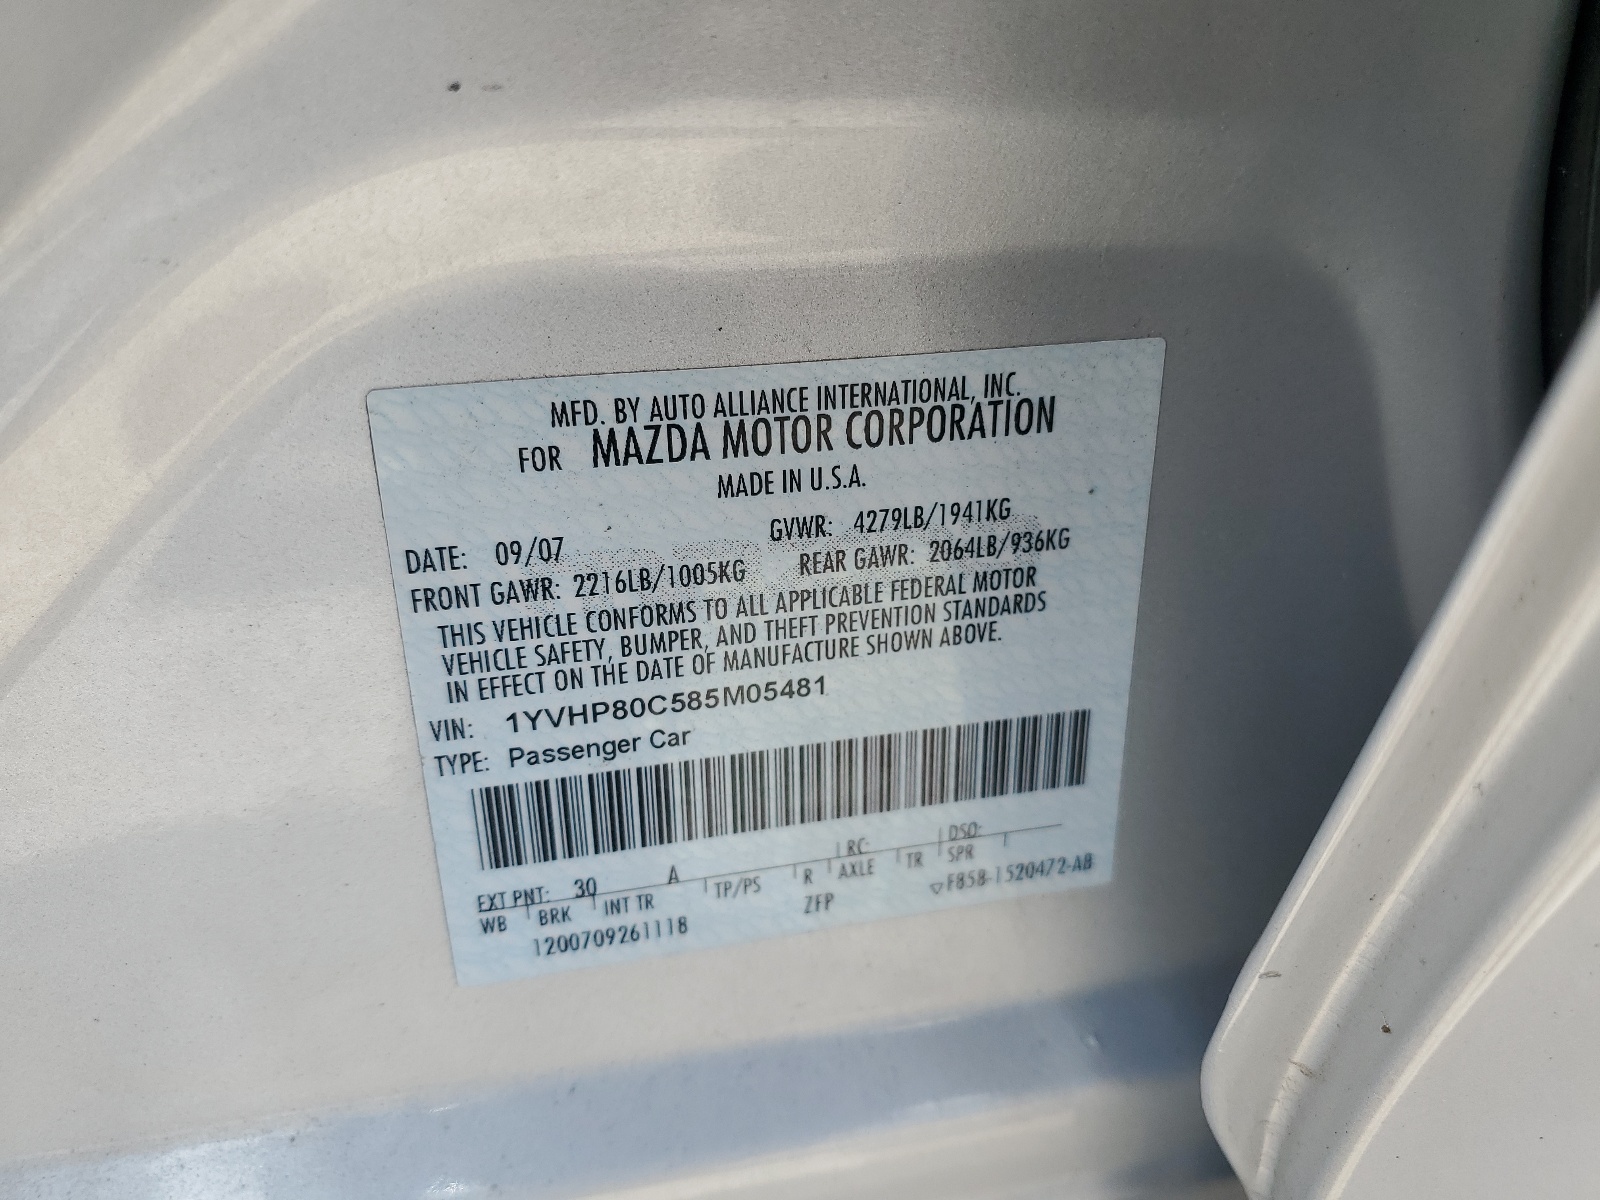 MFD. BY AUTO ALLIANCE INTERNATIONAL, INC.
FOR MAZDA MOTOR CORPORATION
MADE IN U.S.A.
DATE: 09/07 GVWR: 4279LB/1941KG
FRONT GAWR: 2216LB/1005KG REAR GAWR: 2064LB/936KG
THIS VEHICLE CONFORMS TO ALL APPLICABLE FEDERAL MOTOR
VEHICLE SAFETY, BUMPER, AND THEFT PREVENTION STANDARDS
IN EFFECT ON THE DATE OF MANUFACTURE SHOWN ABOVE.
VIN: 1YVHP80C585M05481
TYPE: Passenger Car
EXT PNT: 30 A RC: DSO:
WB BRK INT TR TP/PS R AXLE TR SPR
1200709261118 ZFP ▽F85B-1520472-AB